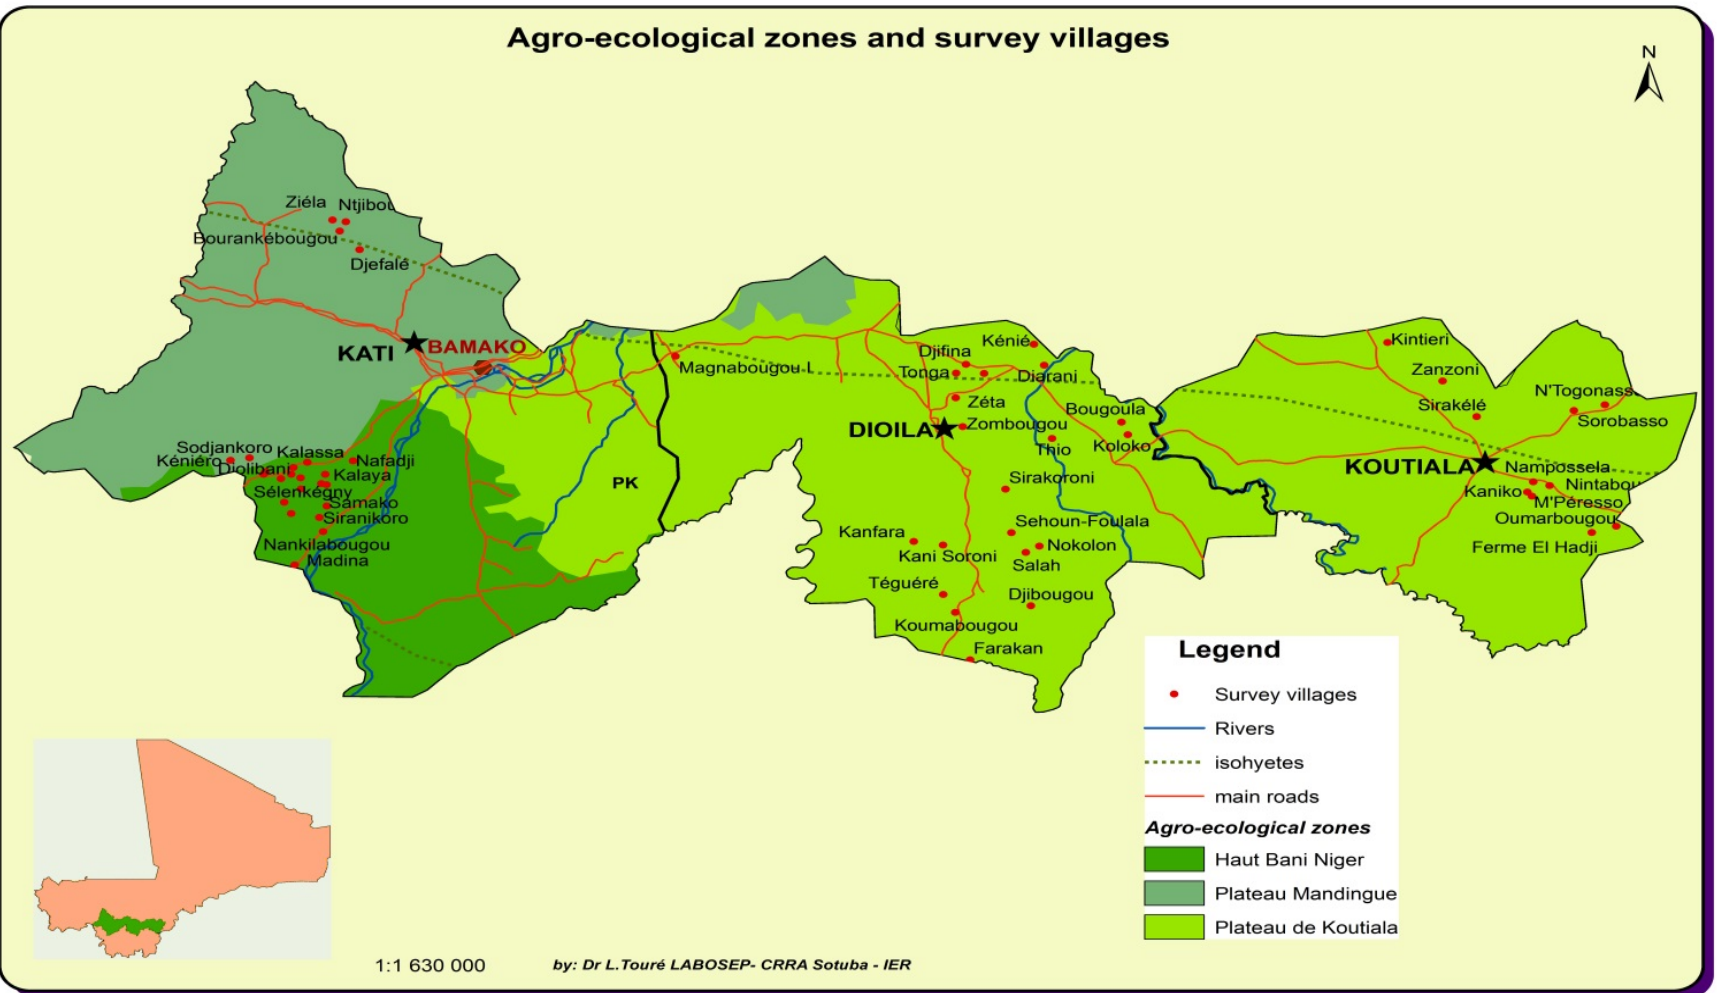 Agro-ecological zones and survey villages
N
Ziéla
Ntjibou
Bourankébougou
Djefalé
KATI
BAMAKO
Sodjankoro
Kalassa
Kéniéro
Diolibani
Nafadji
Kalaya
Sélenkégny
Samako
Siranikoro
Nankilabougou
Madina
PK
Magnabougou I
Djifina
Kénié
Tonga
Diarani
Zéta
Bougoula
DIOILA
Zombougou
Thio
Koloko
Sirakoroni
Sehoun-Foulala
Kanfara
Kani Soroni
Nokolon
Salah
Téguéré
Djibougou
Koumabougou
Farakan
Kintieri
Zanzoni
N'Togonass
Sirakélé
Sorobasso
KOUTIALA
Nampossela
Kaniko
Nintabou
M'Péresso
Oumarbougou
Ferme El Hadji
Legend
Survey villages
Rivers
isohyetes
main roads
Agro-ecological zones
Haut Bani Niger
Plateau Mandingue
Plateau de Koutiala
1:1 630 000
by: Dr L.Touré LABOSEP- CRRA Sotuba - IER